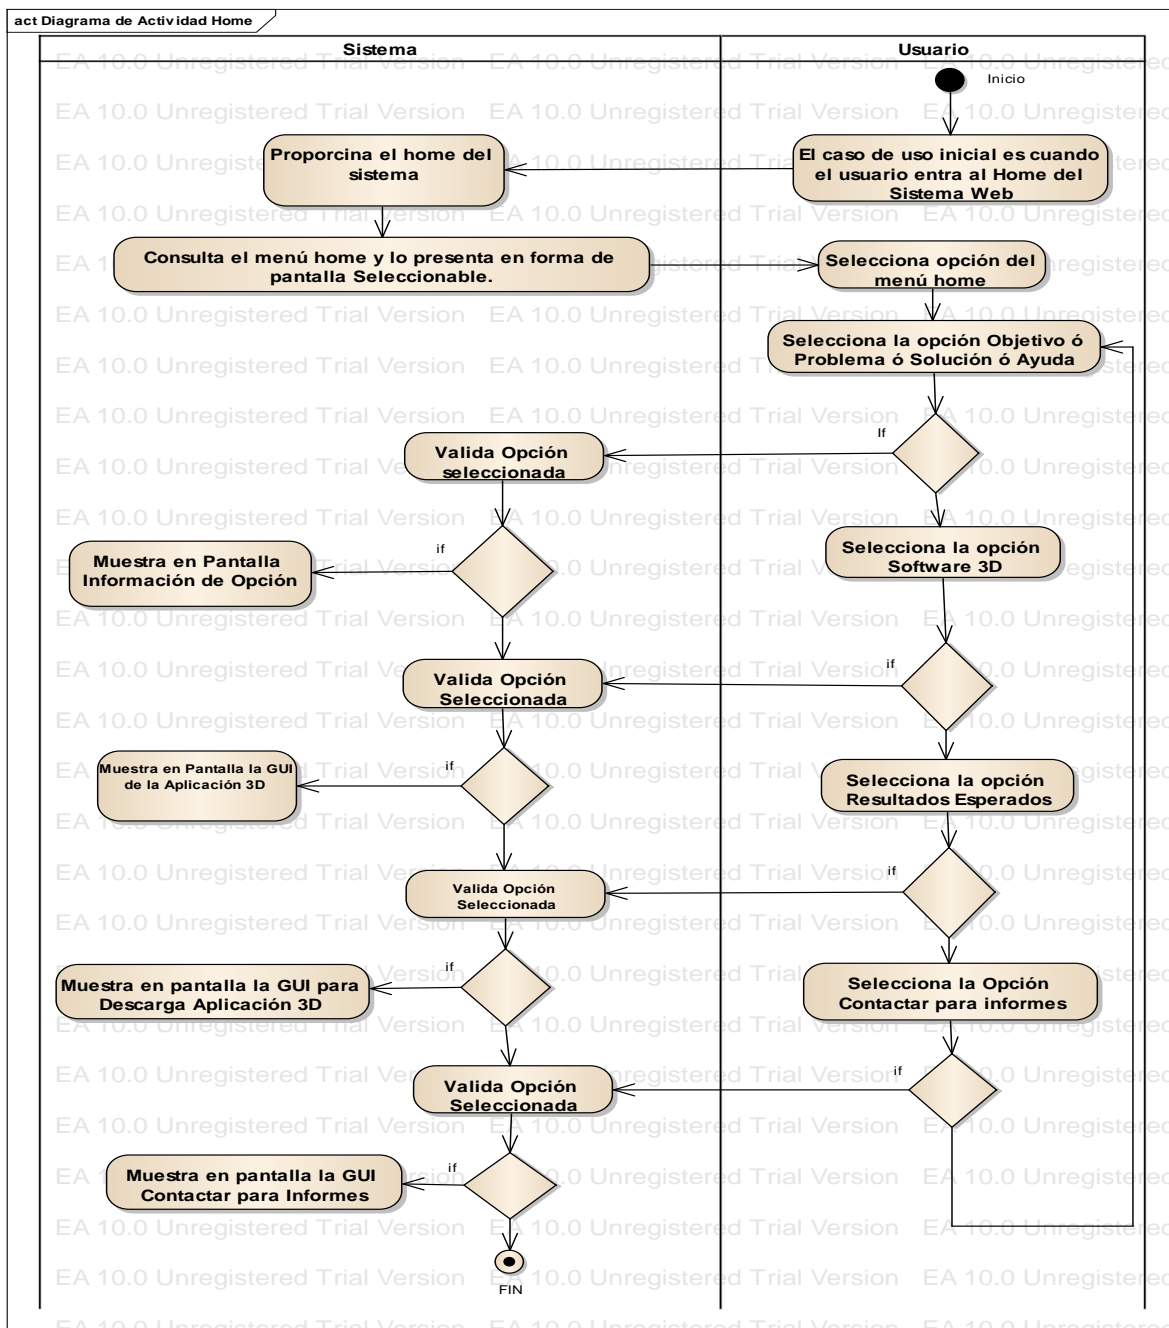 act Diagrama de Actividad Home
Sistema
Usuario
Inicio
El caso de uso inicial es cuando
el usuario entra al Home del
Sistema Web
Proporcina el home del
sistema
Consulta el menú home y lo presenta en forma de
pantalla Seleccionable.
Selecciona opción del
menú home
Selecciona la opción Objetivo ó
Problema ó Solución ó Ayuda
If
Valida Opción
seleccionada
if
Muestra en Pantalla
Información de Opción
Selecciona la opción
Software 3D
if
Valida Opción
Seleccionada
if
Muestra en Pantalla la GUI
de la Aplicación 3D
Selecciona la opción
Resultados Esperados
if
Valida Opción
Seleccionada
if
Muestra en pantalla la GUI para
Descarga Aplicación 3D
Selecciona la Opción
Contactar para informes
if
Valida Opción
Seleccionada
if
Muestra en pantalla la GUI
Contactar para Informes
FIN
EA 10.0 Unregistered Trial Version